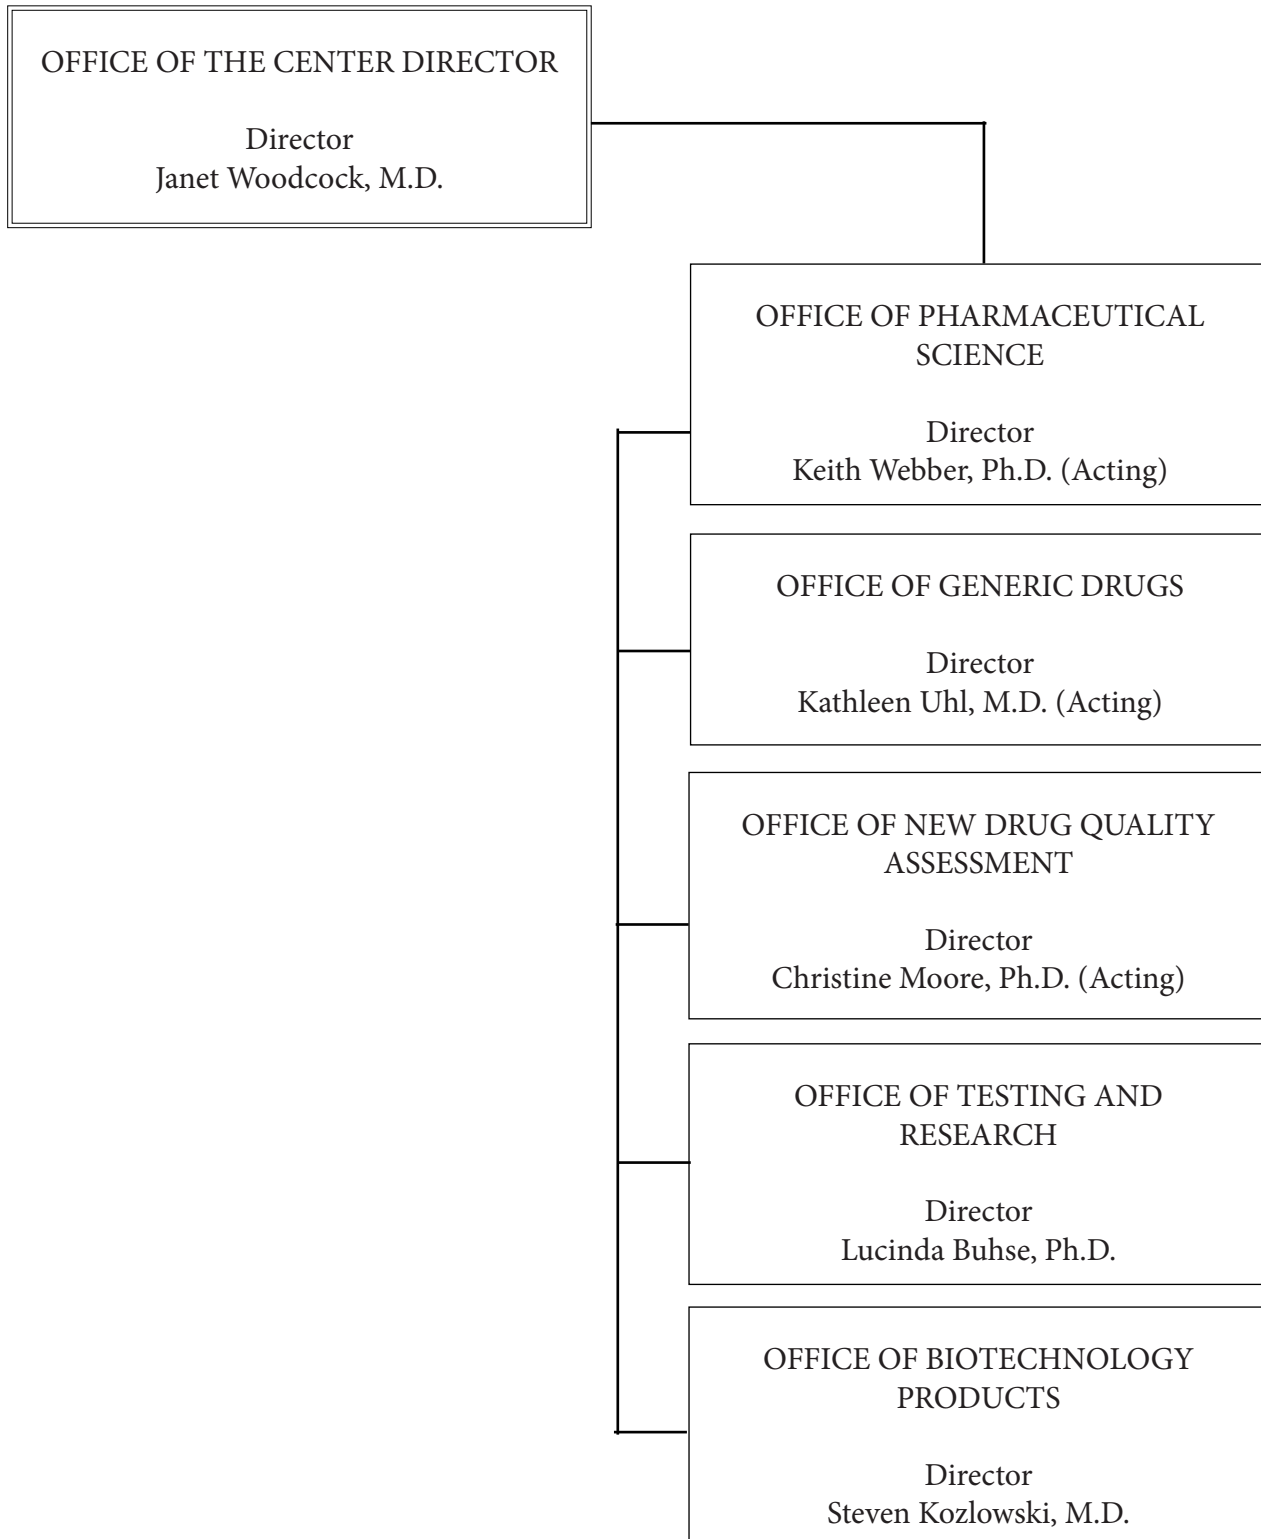 OFFICE OF THE CENTER DIRECTOR
Director
Janet Woodcock, M.D.
OFFICE OF PHARMACEUTICAL
SCIENCE
Director
Keith Webber, Ph.D. (Acting)
OFFICE OF GENERIC DRUGS
Director
Kathleen Uhl, M.D. (Acting)
OFFICE OF NEW DRUG QUALITY
ASSESSMENT
Director
Christine Moore, Ph.D. (Acting)
OFFICE OF TESTING AND
RESEARCH
Director
Lucinda Buhse, Ph.D.
OFFICE OF BIOTECHNOLOGY
PRODUCTS
Director
Steven Kozlowski, M.D.